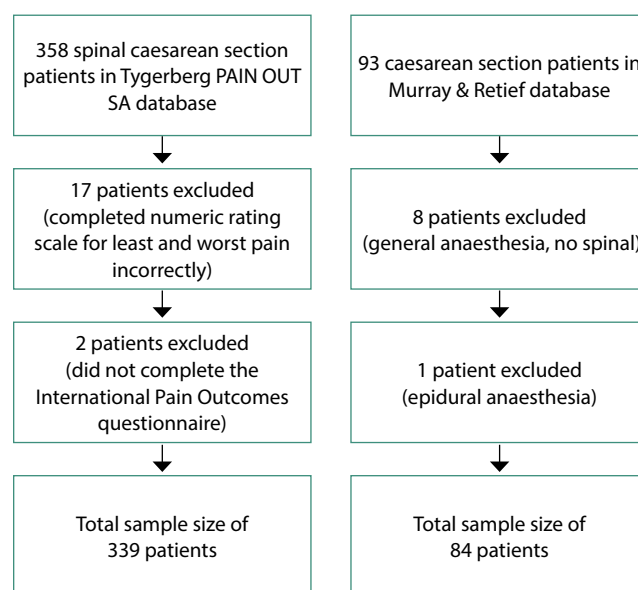 358 spinal caesarean section
patients in Tygerberg PAIN OUT
SA database
17 patients excluded
(completed numeric rating
scale for least and worst pain
incorrectly)
2 patients excluded
(did not complete the
International Pain Outcomes
questionnaire)
Total sample size of
339 patients
93 caesarean section patients in
Murray & Retief database
8 patients excluded
(general anaesthesia, no spinal)
1 patient excluded
(epidural anaesthesia)
Total sample size of
84 patients